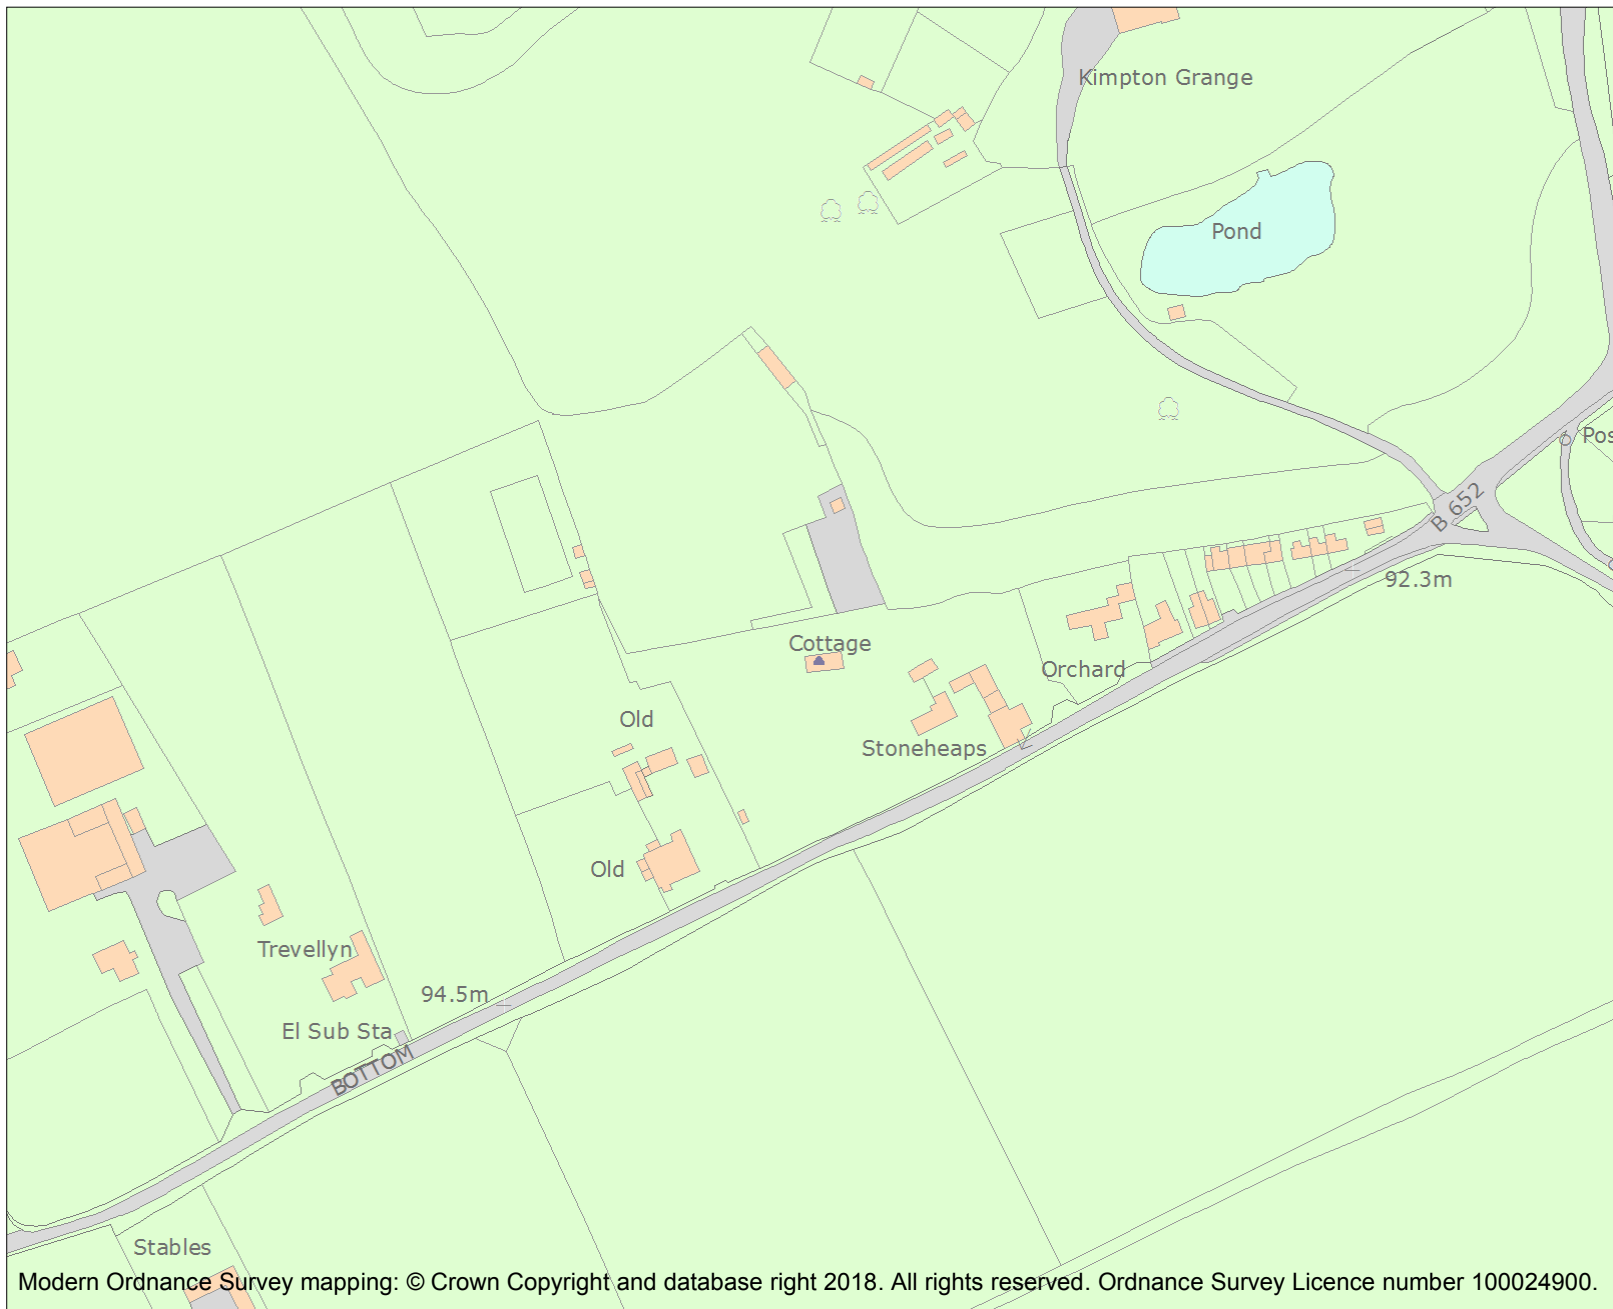 Kimpton Grange
Pond
Pos
B 652
92.3m
Cottage
Orchard
Old
Stoneheaps
Old
Trevellyn
94.5m
El Sub Sta
BOTTOM
Stables
Modern Ordnance Survey mapping: © Crown Copyright and database right 2018. All rights reserved. Ordnance Survey Licence number 100024900.